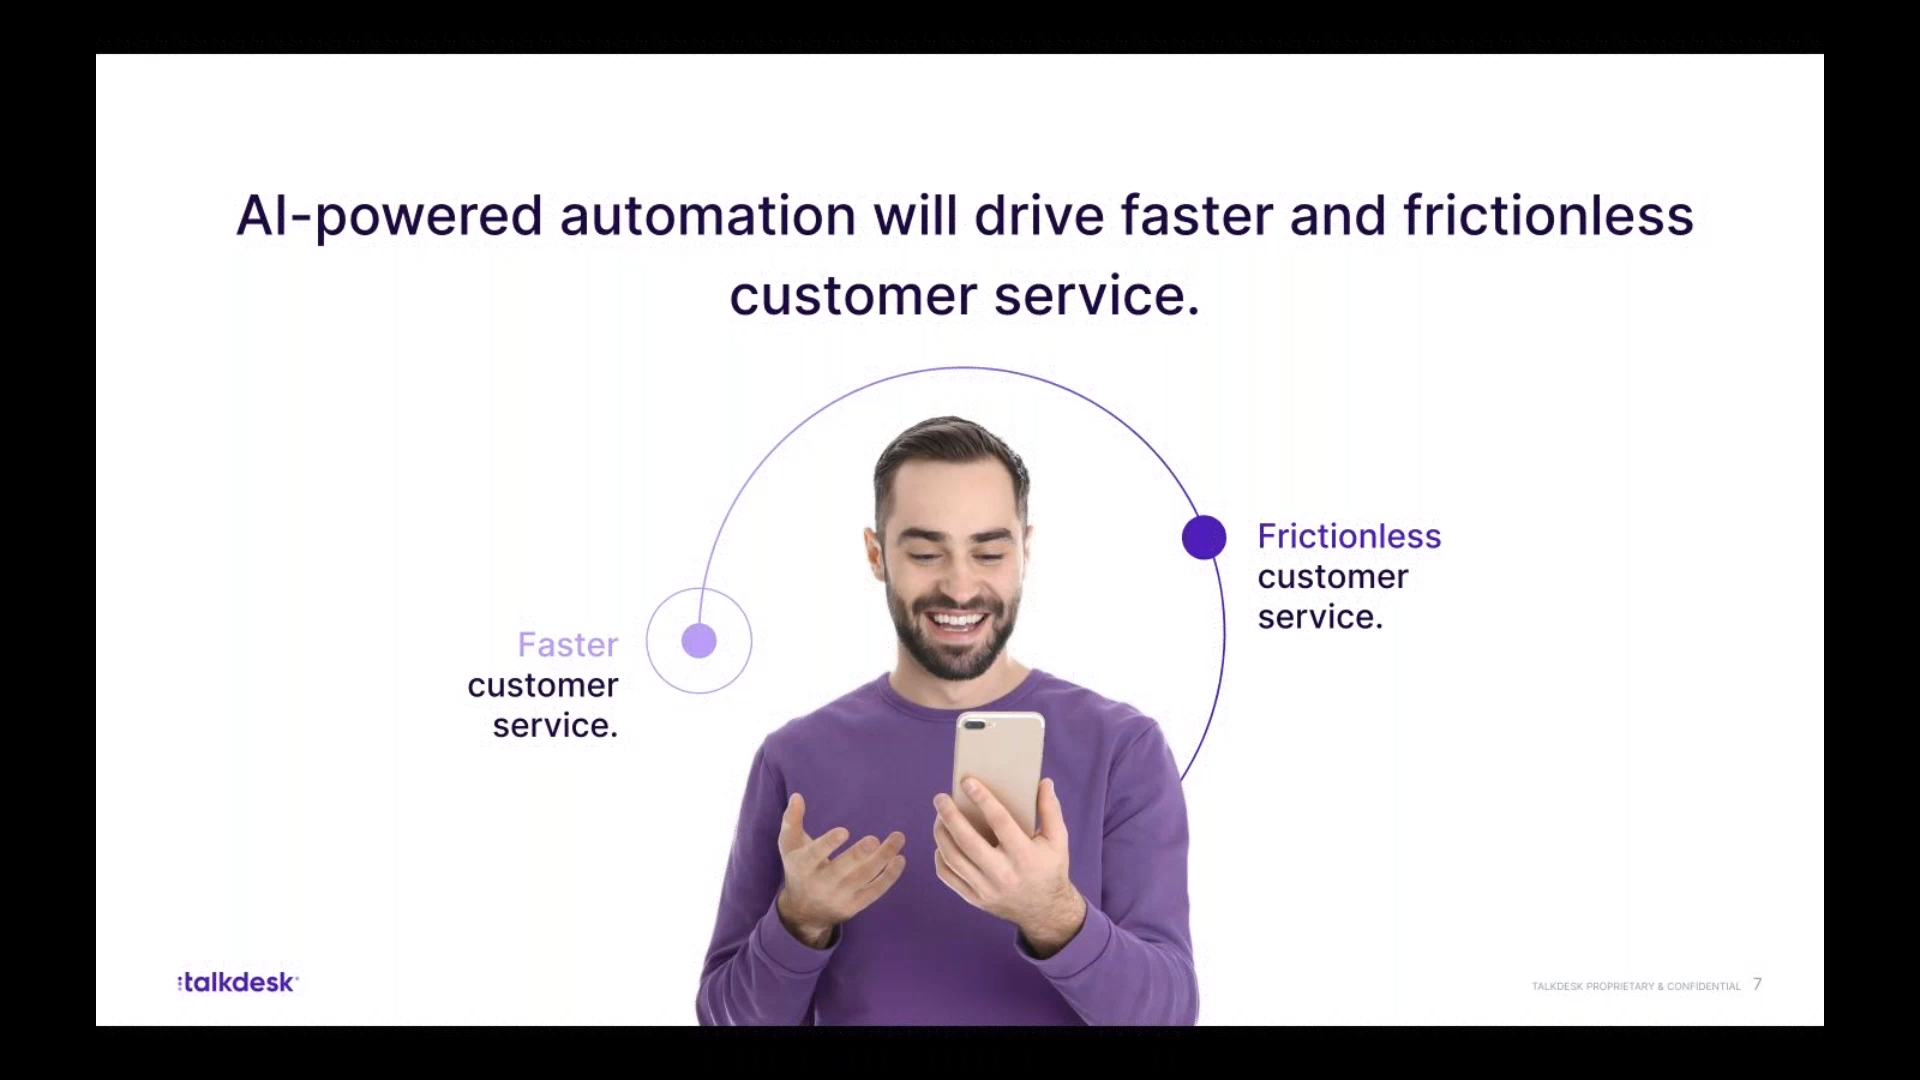 AI-powered automation will drive faster and frictionless
customer service.
Faster
customer
service.
Frictionless
customer
service.
talkdesk
TALKDESK PROPRIETARY & CONFIDENTIAL 7